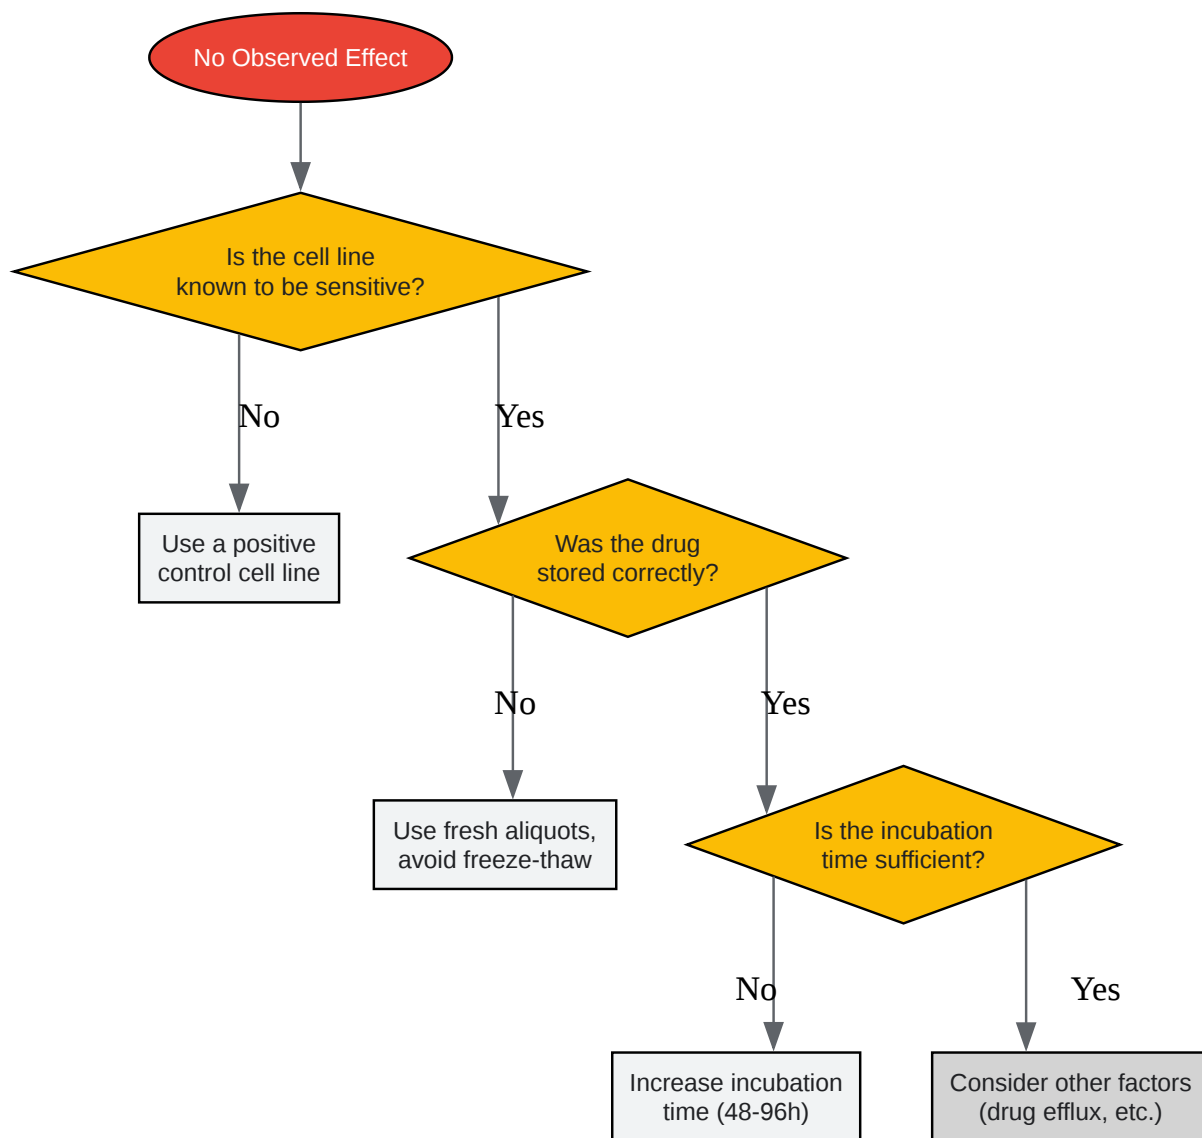 No Observed Effect
Is the cell line
known to be sensitive?
No
Yes
Use a positive
control cell line
Was the drug
stored correctly?
No
Yes
Use fresh aliquots,
avoid freeze-thaw
Is the incubation
time sufficient?
No
Yes
Increase incubation
time (48-96h)
Consider other factors
(drug efflux, etc.)